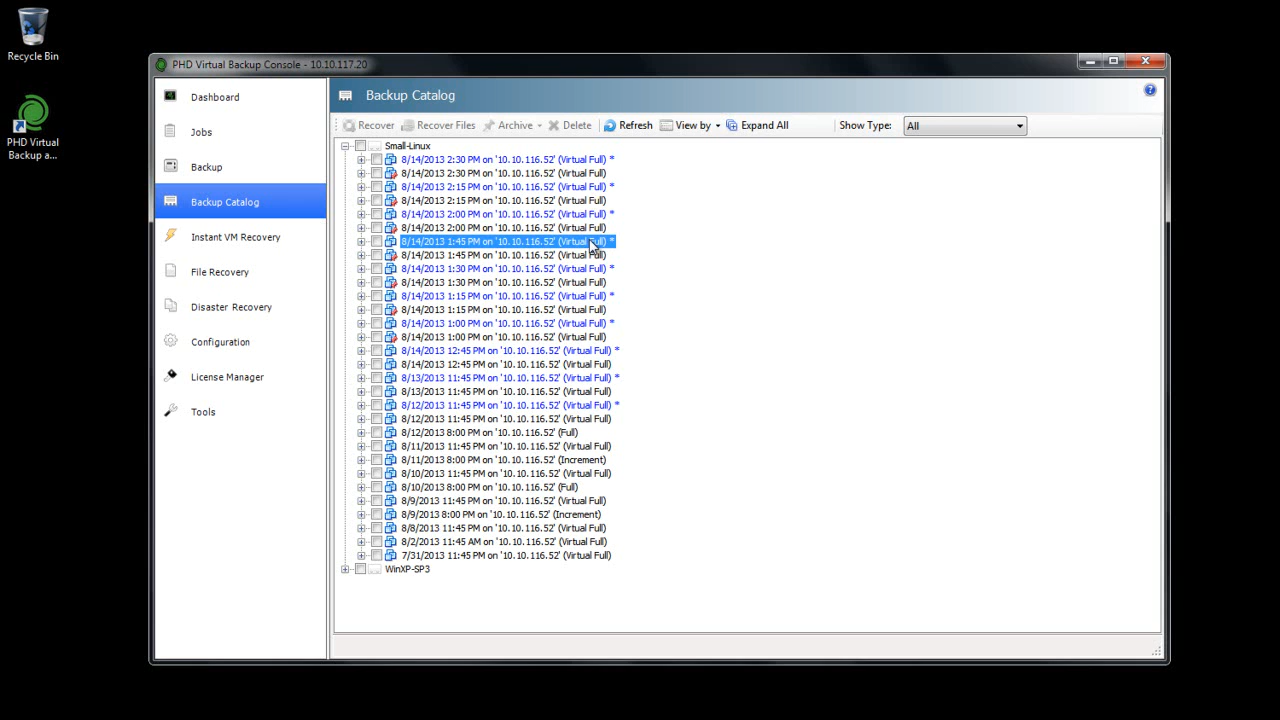 Recycle Bin
PHD Virtual
Backup a...
PHD Virtual Backup Console - 10.10.117.20
Dashboard
Jobs
Backup
Backup Catalog
Instant VM Recovery
File Recovery
Disaster Recovery
Configuration
License Manager
Tools
Backup Catalog
Recover Recover Files Archive Delete Refresh View by Expand All Show Type: All
Small-Linux
8/14/2013 2:30 PM on '10.10.116.52' (Virtual Full) *
8/14/2013 2:30 PM on '10.10.116.52' (Virtual Full)
8/14/2013 2:15 PM on '10.10.116.52' (Virtual Full) *
8/14/2013 2:15 PM on '10.10.116.52' (Virtual Full)
8/14/2013 2:00 PM on '10.10.116.52' (Virtual Full) *
8/14/2013 2:00 PM on '10.10.116.52' (Virtual Full)
8/14/2013 1:45 PM on '10.10.116.52' (Virtual Full) *
8/14/2013 1:45 PM on '10.10.116.52' (Virtual Full)
8/14/2013 1:30 PM on '10.10.116.52' (Virtual Full) *
8/14/2013 1:30 PM on '10.10.116.52' (Virtual Full)
8/14/2013 1:15 PM on '10.10.116.52' (Virtual Full) *
8/14/2013 1:15 PM on '10.10.116.52' (Virtual Full)
8/14/2013 1:00 PM on '10.10.116.52' (Virtual Full) *
8/14/2013 1:00 PM on '10.10.116.52' (Virtual Full)
8/14/2013 12:45 PM on '10.10.116.52' (Virtual Full) *
8/14/2013 12:45 PM on '10.10.116.52' (Virtual Full)
8/13/2013 11:45 PM on '10.10.116.52' (Virtual Full) *
8/13/2013 11:45 PM on '10.10.116.52' (Virtual Full)
8/12/2013 11:45 PM on '10.10.116.52' (Virtual Full) *
8/12/2013 11:45 PM on '10.10.116.52' (Virtual Full)
8/12/2013 8:00 PM on '10.10.116.52' (Full)
8/11/2013 11:45 PM on '10.10.116.52' (Virtual Full)
8/11/2013 8:00 PM on '10.10.116.52' (Increment)
8/10/2013 11:45 PM on '10.10.116.52' (Virtual Full)
8/10/2013 8:00 PM on '10.10.116.52' (Full)
8/9/2013 11:45 PM on '10.10.116.52' (Virtual Full)
8/9/2013 8:00 PM on '10.10.116.52' (Increment)
8/8/2013 11:45 PM on '10.10.116.52' (Virtual Full)
8/2/2013 11:45 AM on '10.10.116.52' (Virtual Full)
7/31/2013 11:45 PM on '10.10.116.52' (Virtual Full)
WinXP-SP3